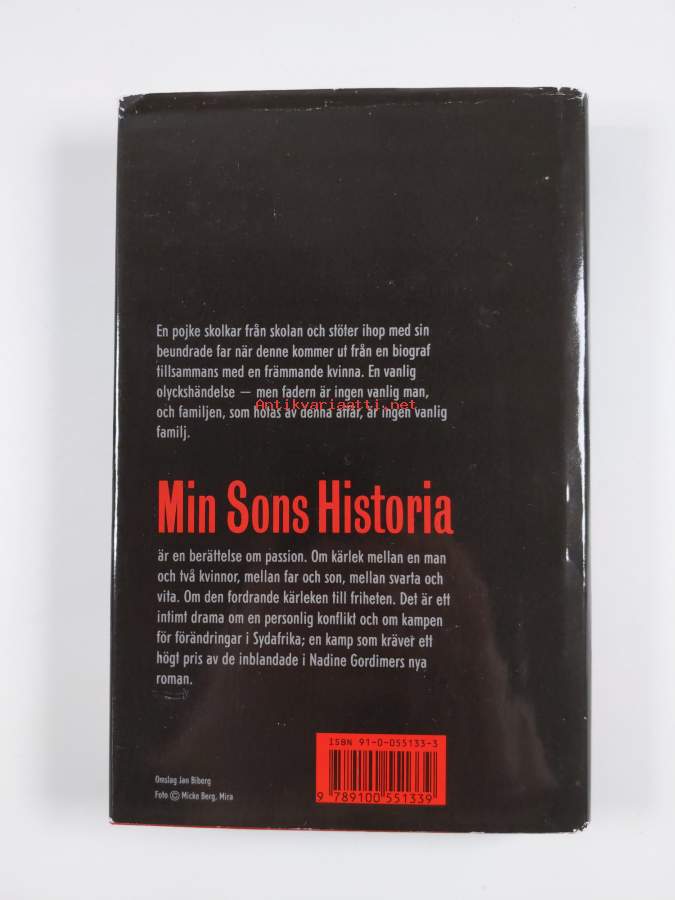 En pojke skolkar från skolan och stöter ihop med sin
beundrade far när denne kommer ut från en biograf
tillsammans med en främmande kvinna. En vanlig
olyckshändelse — men fadern är ingen vanlig man,
Antikvariaatti.net
och familjen, som hotas av denna affär, är ingen vanlig
familj.
Min Sons Historia
är en berättelse om passion. Om kärlek mellan en man
och två kvinnor, mellan far och son, mellan svarta och
vita. Om den fordrande kärleken till friheten. Det är ett
intimt drama om en personlig konflikt och om kampen
för förändringar i Sydafrika; en kamp som kräver ett
högt pris av de inblandade i Nadine Gordimers nya
roman.
ISBN 91-0-055133-3
9 789100 551339
Omslag Jan Biberg
Foto © Micke Berg, Mira